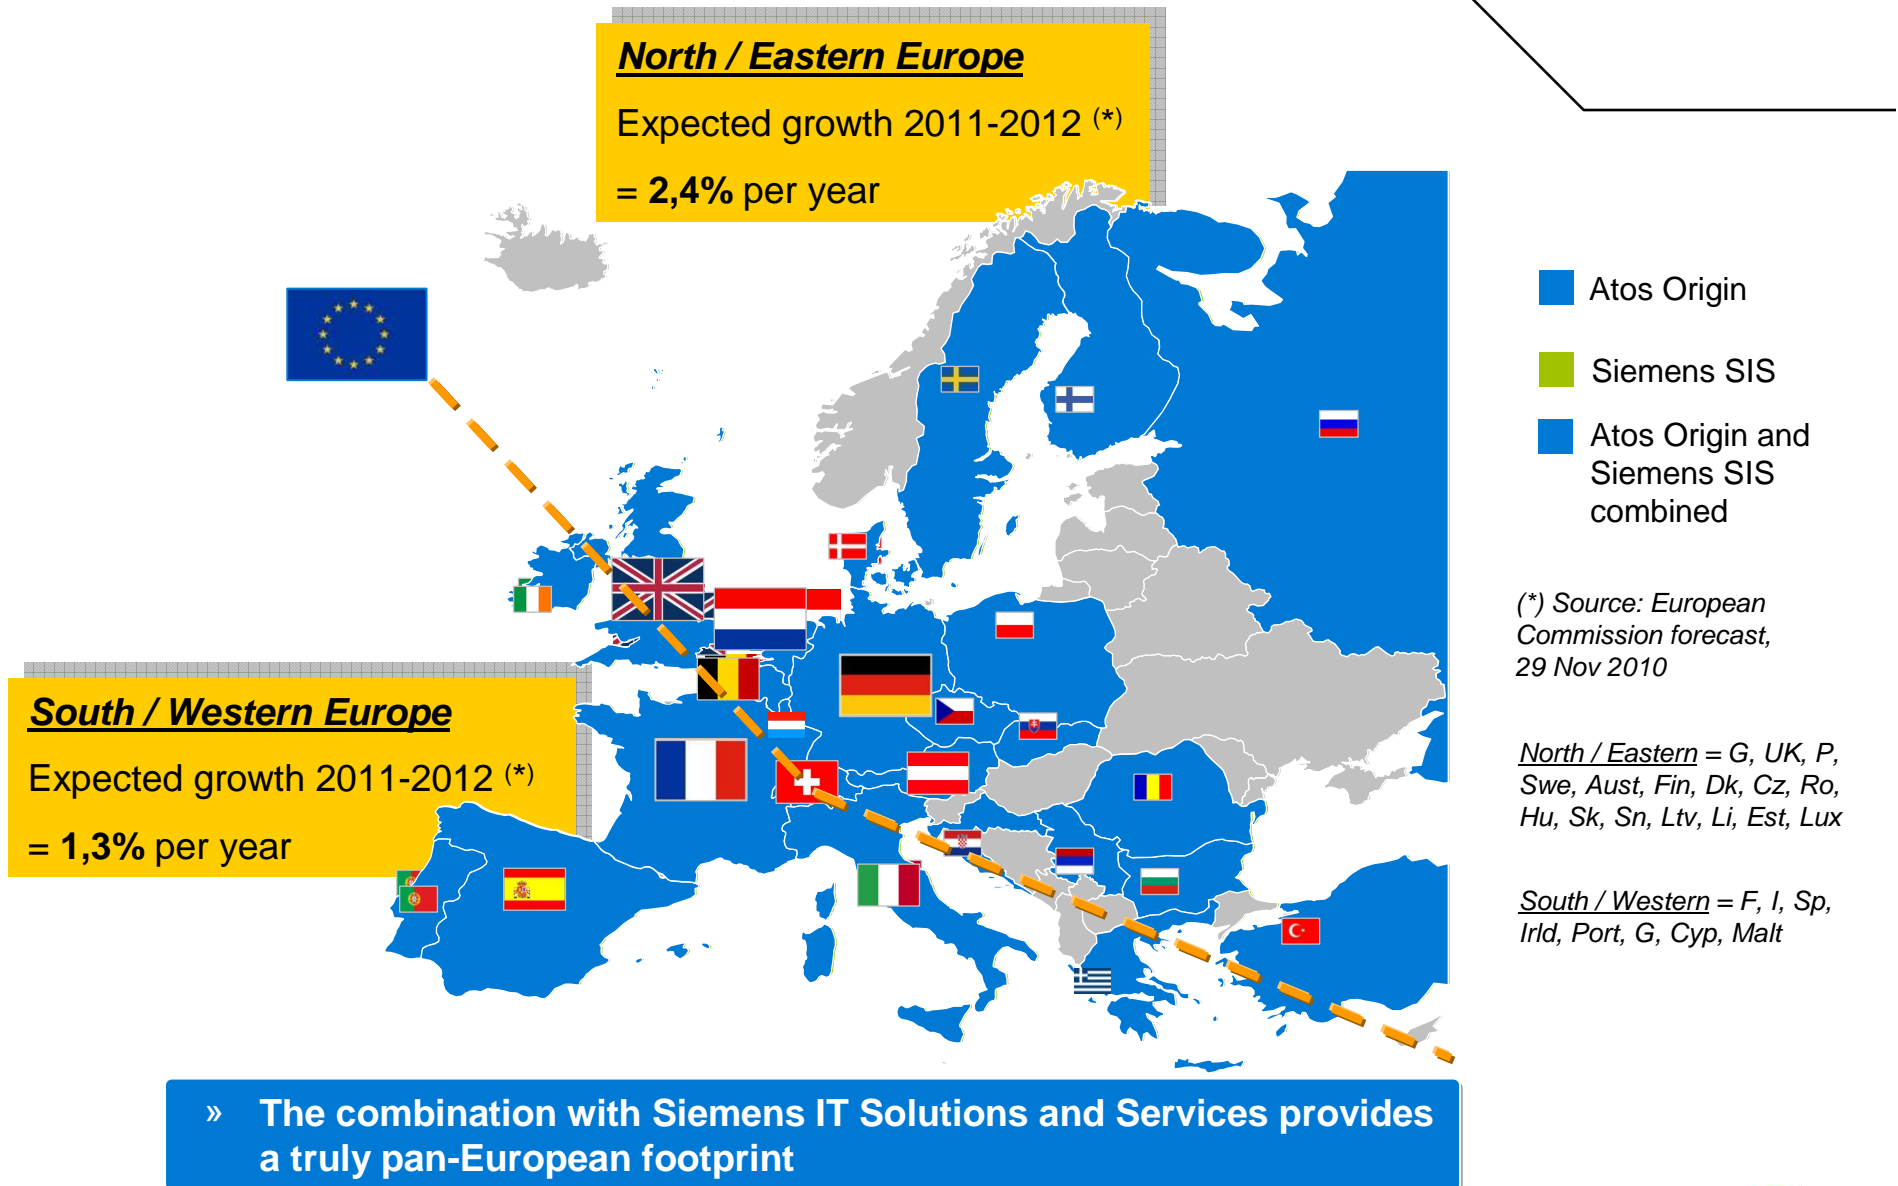 North / Eastern Europe
Expected growth 2011-2012 (*)
= 2,4% per year
South / Western Europe
Expected growth 2011-2012 (*)
= 1,3% per year
Atos Origin
Siemens SIS
Atos Origin and
Siemens SIS
combined
(*) Source: European
Commission forecast,
29 Nov 2010
North / Eastern = G, UK, P,
Swe, Aust, Fin, Dk, Cz, Ro,
Hu, Sk, Sn, Ltv, Li, Est, Lux
South / Western = F, I, Sp,
Irld, Port, G, Cyp, Malt
» The combination with Siemens IT Solutions and Services provides
a truly pan-European footprint